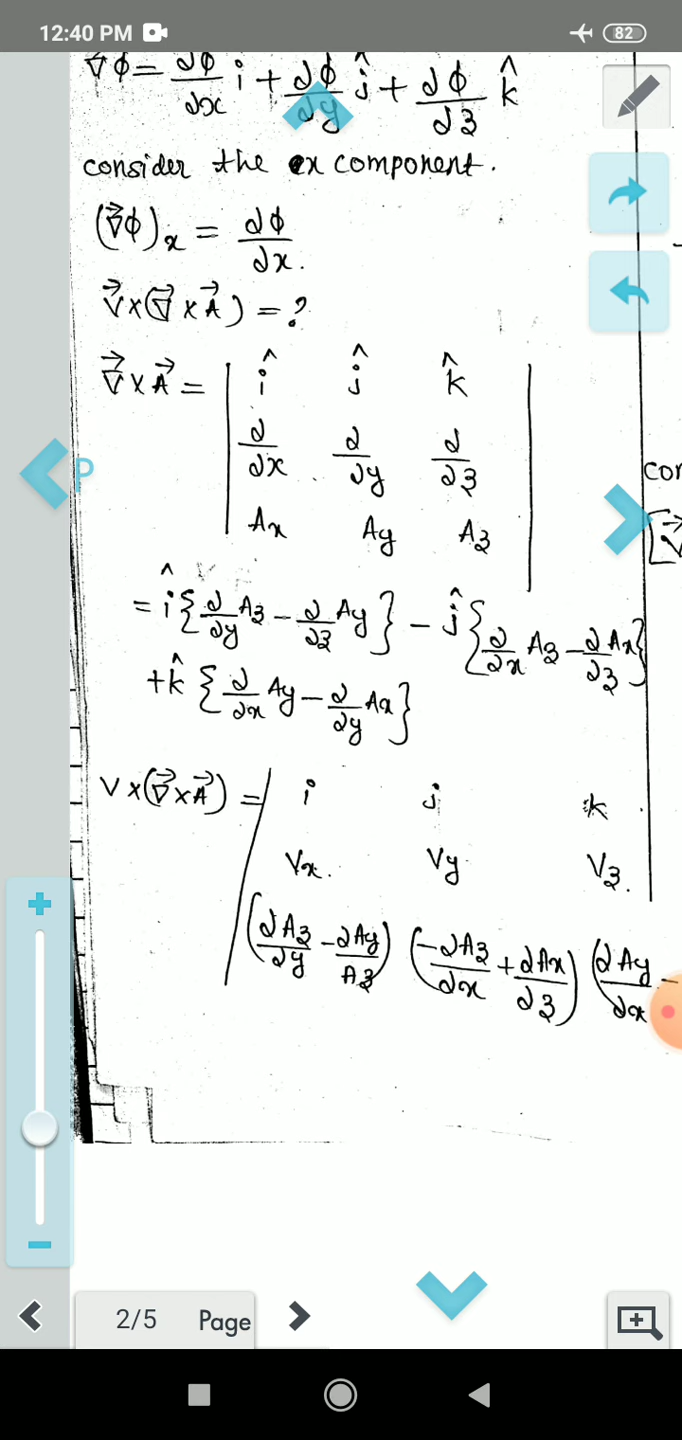 12:40 PM 82
∇ϕ = ∂ϕ/∂x i + ∂ϕ/∂y ĵ + ∂ϕ/∂z k̂
consider the x component.
(∇⃗ϕ)x = ∂ϕ/∂x.
∇⃗×(∇⃗×A⃗) = ?
∇⃗×A⃗ = | î ĵ k̂
∂/∂x ∂/∂y ∂/∂z
Ax Ay Az |
= î{∂/∂y Az − ∂/∂z Ay} − ĵ{∂/∂x Az − ∂Ax/∂z}
+k̂ {∂/∂x Ay − ∂/∂y Ax}
∇×(∇⃗×A⃗) = | i j k
∇x. ∇y ∇z.
(∂Az/∂y − ∂Ay/Az) (−∂Az/∂x + ∂Ax/∂z) (∂Ay/∂x −
P
2/5 Page